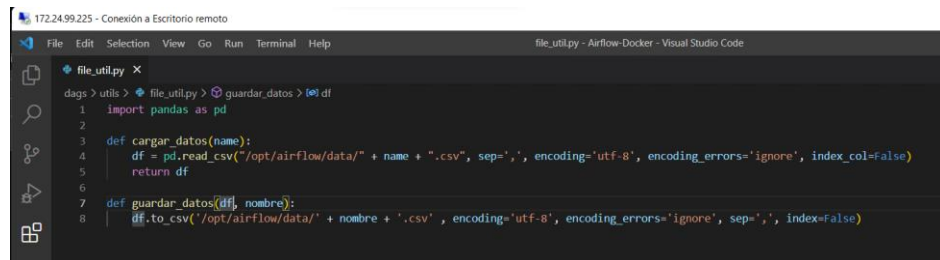 172.24.99.225 - Conexión a Escritorio remoto
File Edit Selection View Go Run Terminal Help file_util.py - Airflow-Docker - Visual Studio Code
file_util.py ×
dags > utils > file_util.py > guardar_datos > df
1 import pandas as pd
2
3 def cargar_datos(name):
4 df = pd.read_csv("/opt/airflow/data/" + name + ".csv", sep=',', encoding='utf-8', encoding_errors='ignore', index_col=False)
5 return df
6
7 def guardar_datos(df, nombre):
8 df.to_csv('/opt/airflow/data/' + nombre + '.csv' , encoding='utf-8', encoding_errors='ignore', sep=',', index=False)